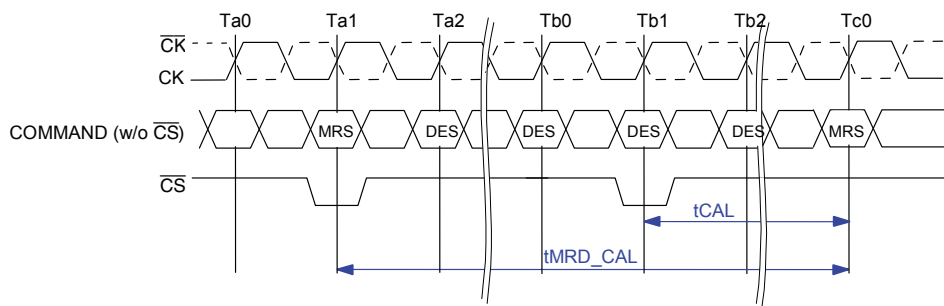 Ta0 Ta1 Ta2 Tb0 Tb1 Tb2 Tc0
CK
CK
COMMAND (w/o CS) MRS DES DES DES DES MRS
CS
tCAL
tMRD_CAL